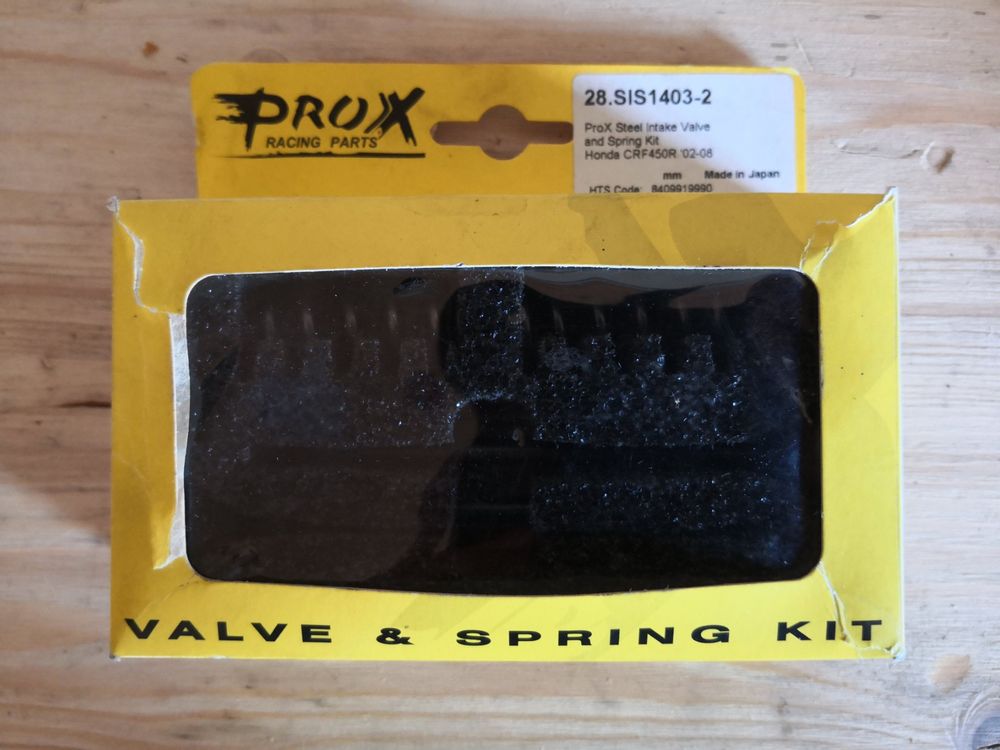 PROX
RACING PARTS
28.SIS1403-2
ProX Steel Intake Valve
and Spring Kit
Honda CRF450R '02-08
mm Made in Japan
HTS Code: 8409919990
VALVE & SPRING KIT